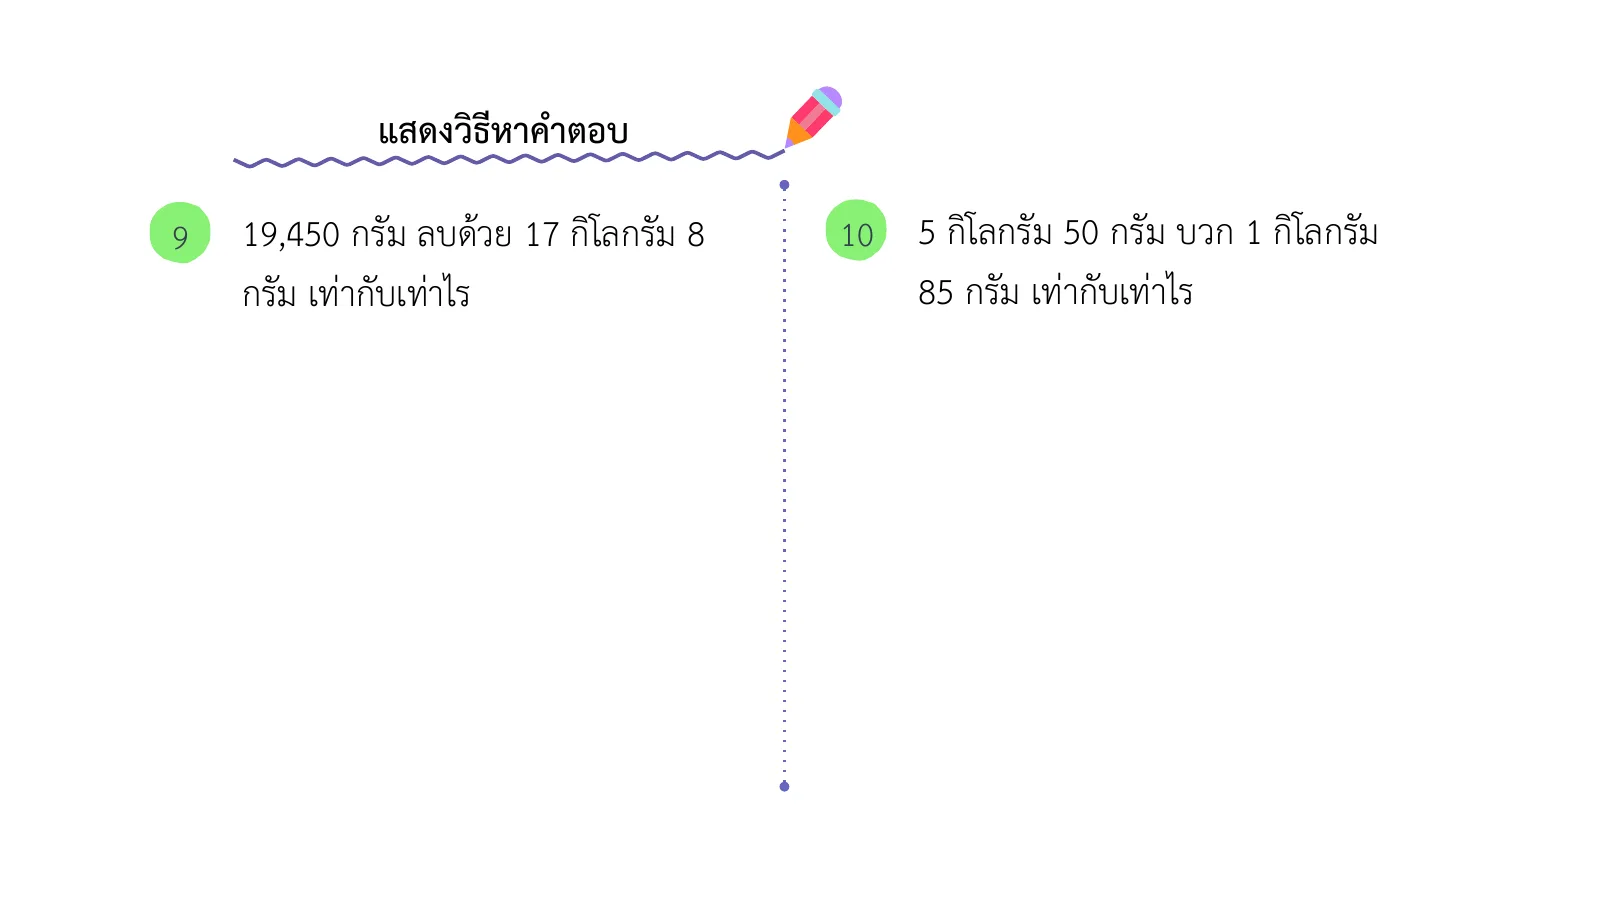 แสดงวิธีหาคำตอบ
9
19,450 กรัม ลบด้วย 17 กิโลกรัม 8
กรัม เท่ากับเท่าไร
10
5 กิโลกรัม 50 กรัม บวก 1 กิโลกรัม
85 กรัม เท่ากับเท่าไร